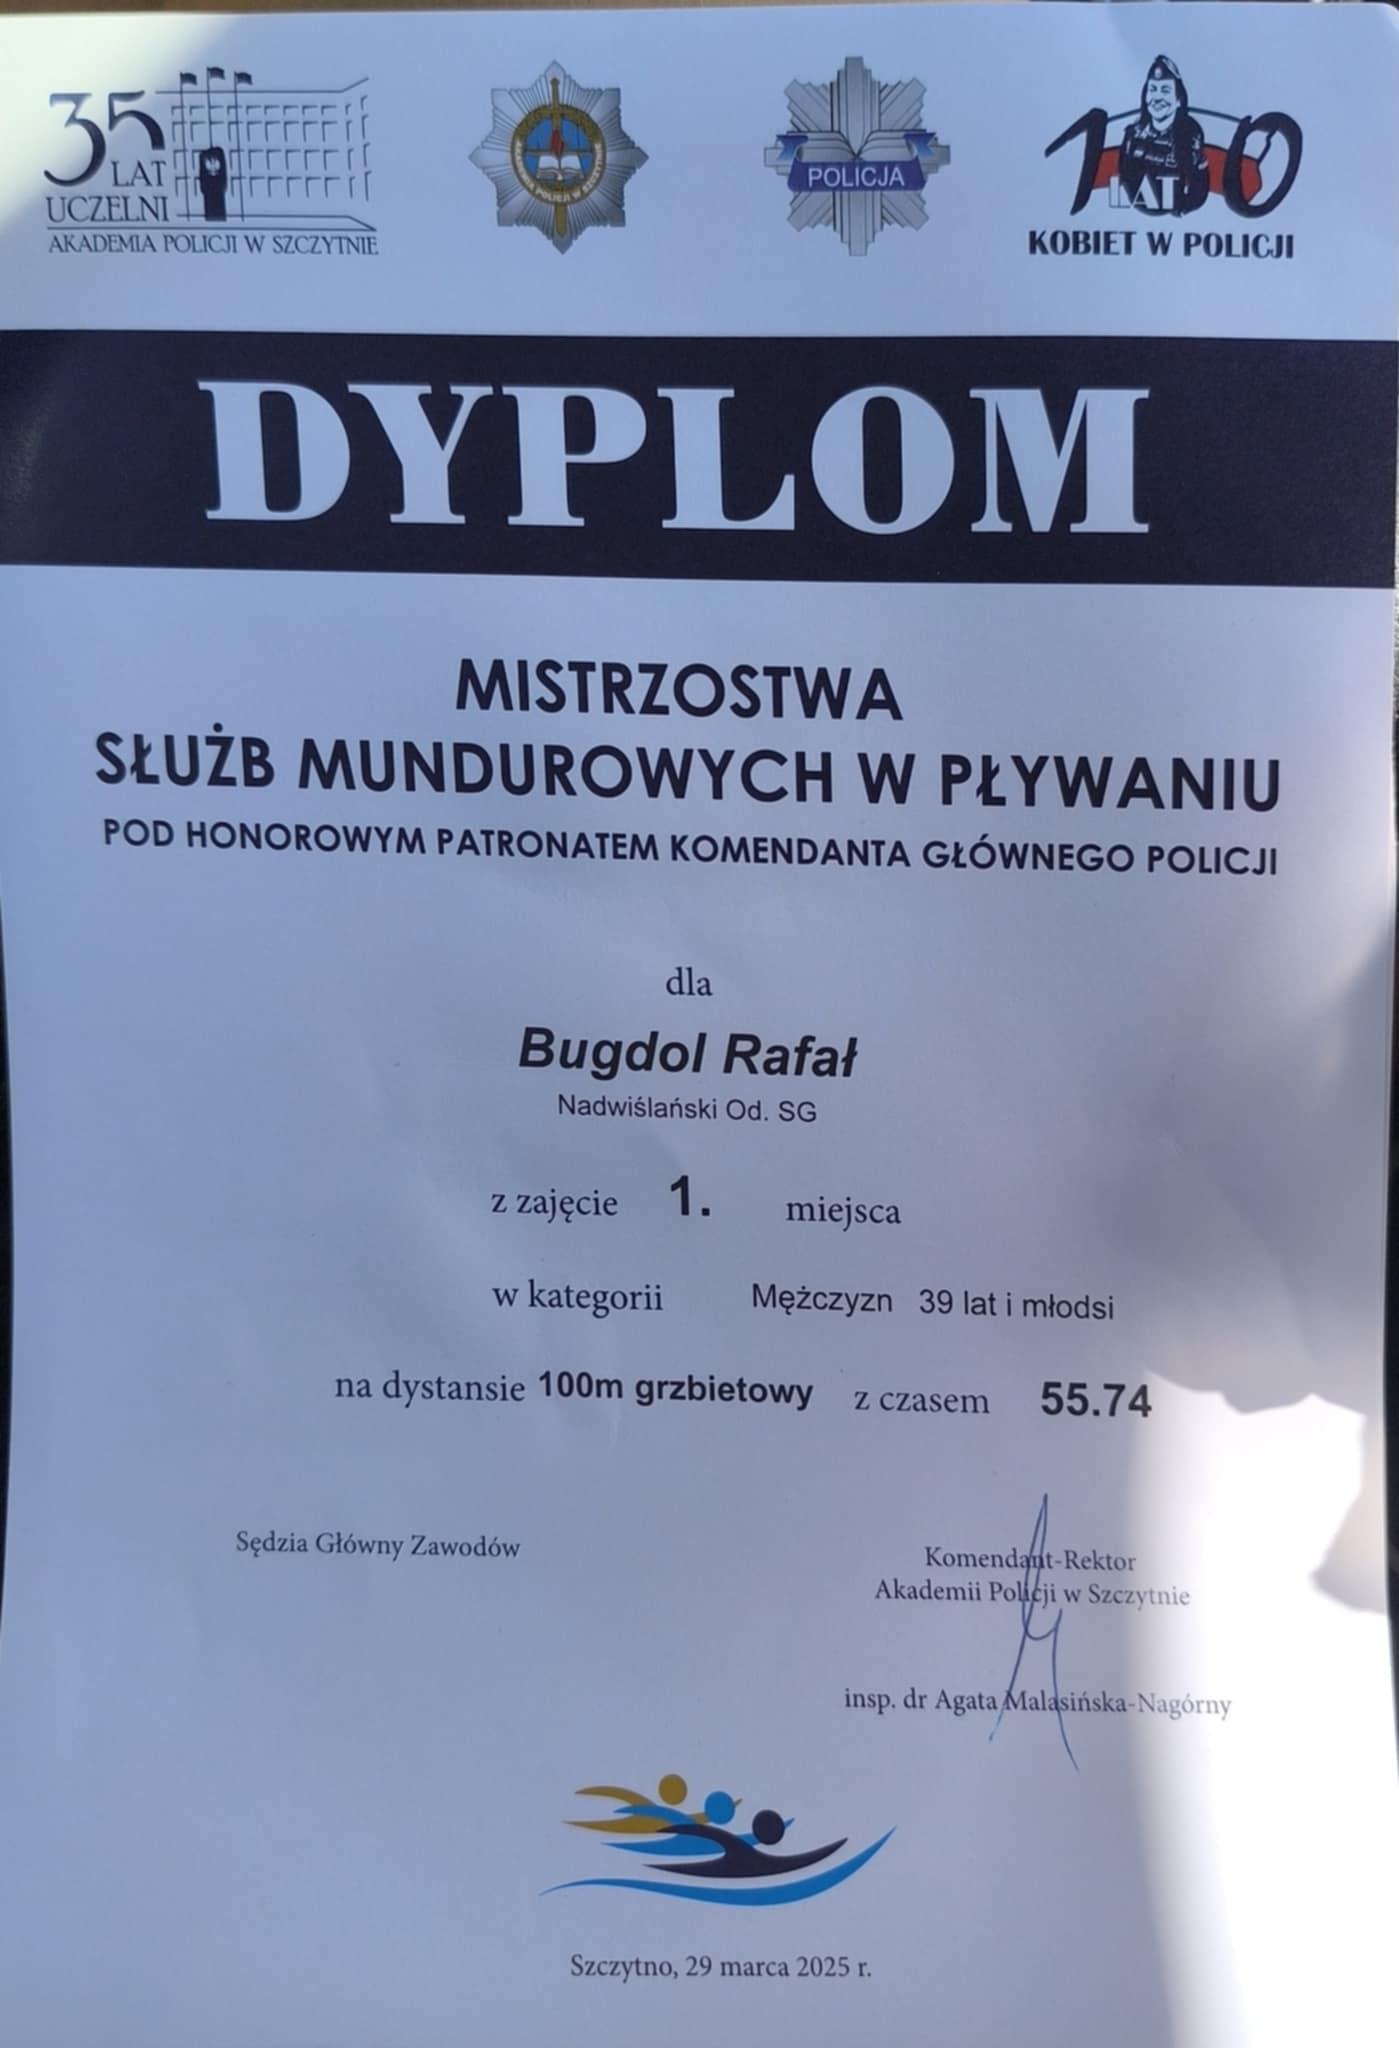 35
LAT
UCZELNI
AKADEMIA POLICJI W SZCZYTNIE
POLICJA
100
LAT
KOBIET W POLICJI
DYPLOM
MISTRZOSTWA
SŁUŻB MUNDUROWYCH W PŁYWANIU
POD HONOROWYM PATRONATEM KOMENDANTA GŁÓWNEGO POLICJI
dla
Bugdol Rafał
Nadwiślański Od. SG
z zajęcie 1. miejsca
w kategorii Mężczyzn 39 lat i młodsi
na dystansie 100m grzbietowy z czasem 55.74
Sędzia Główny Zawodów
Komendant-Rektor
Akademii Policji w Szczytnie
insp. dr Agata Malasińska-Nagórny
Szczytno, 29 marca 2025 r.